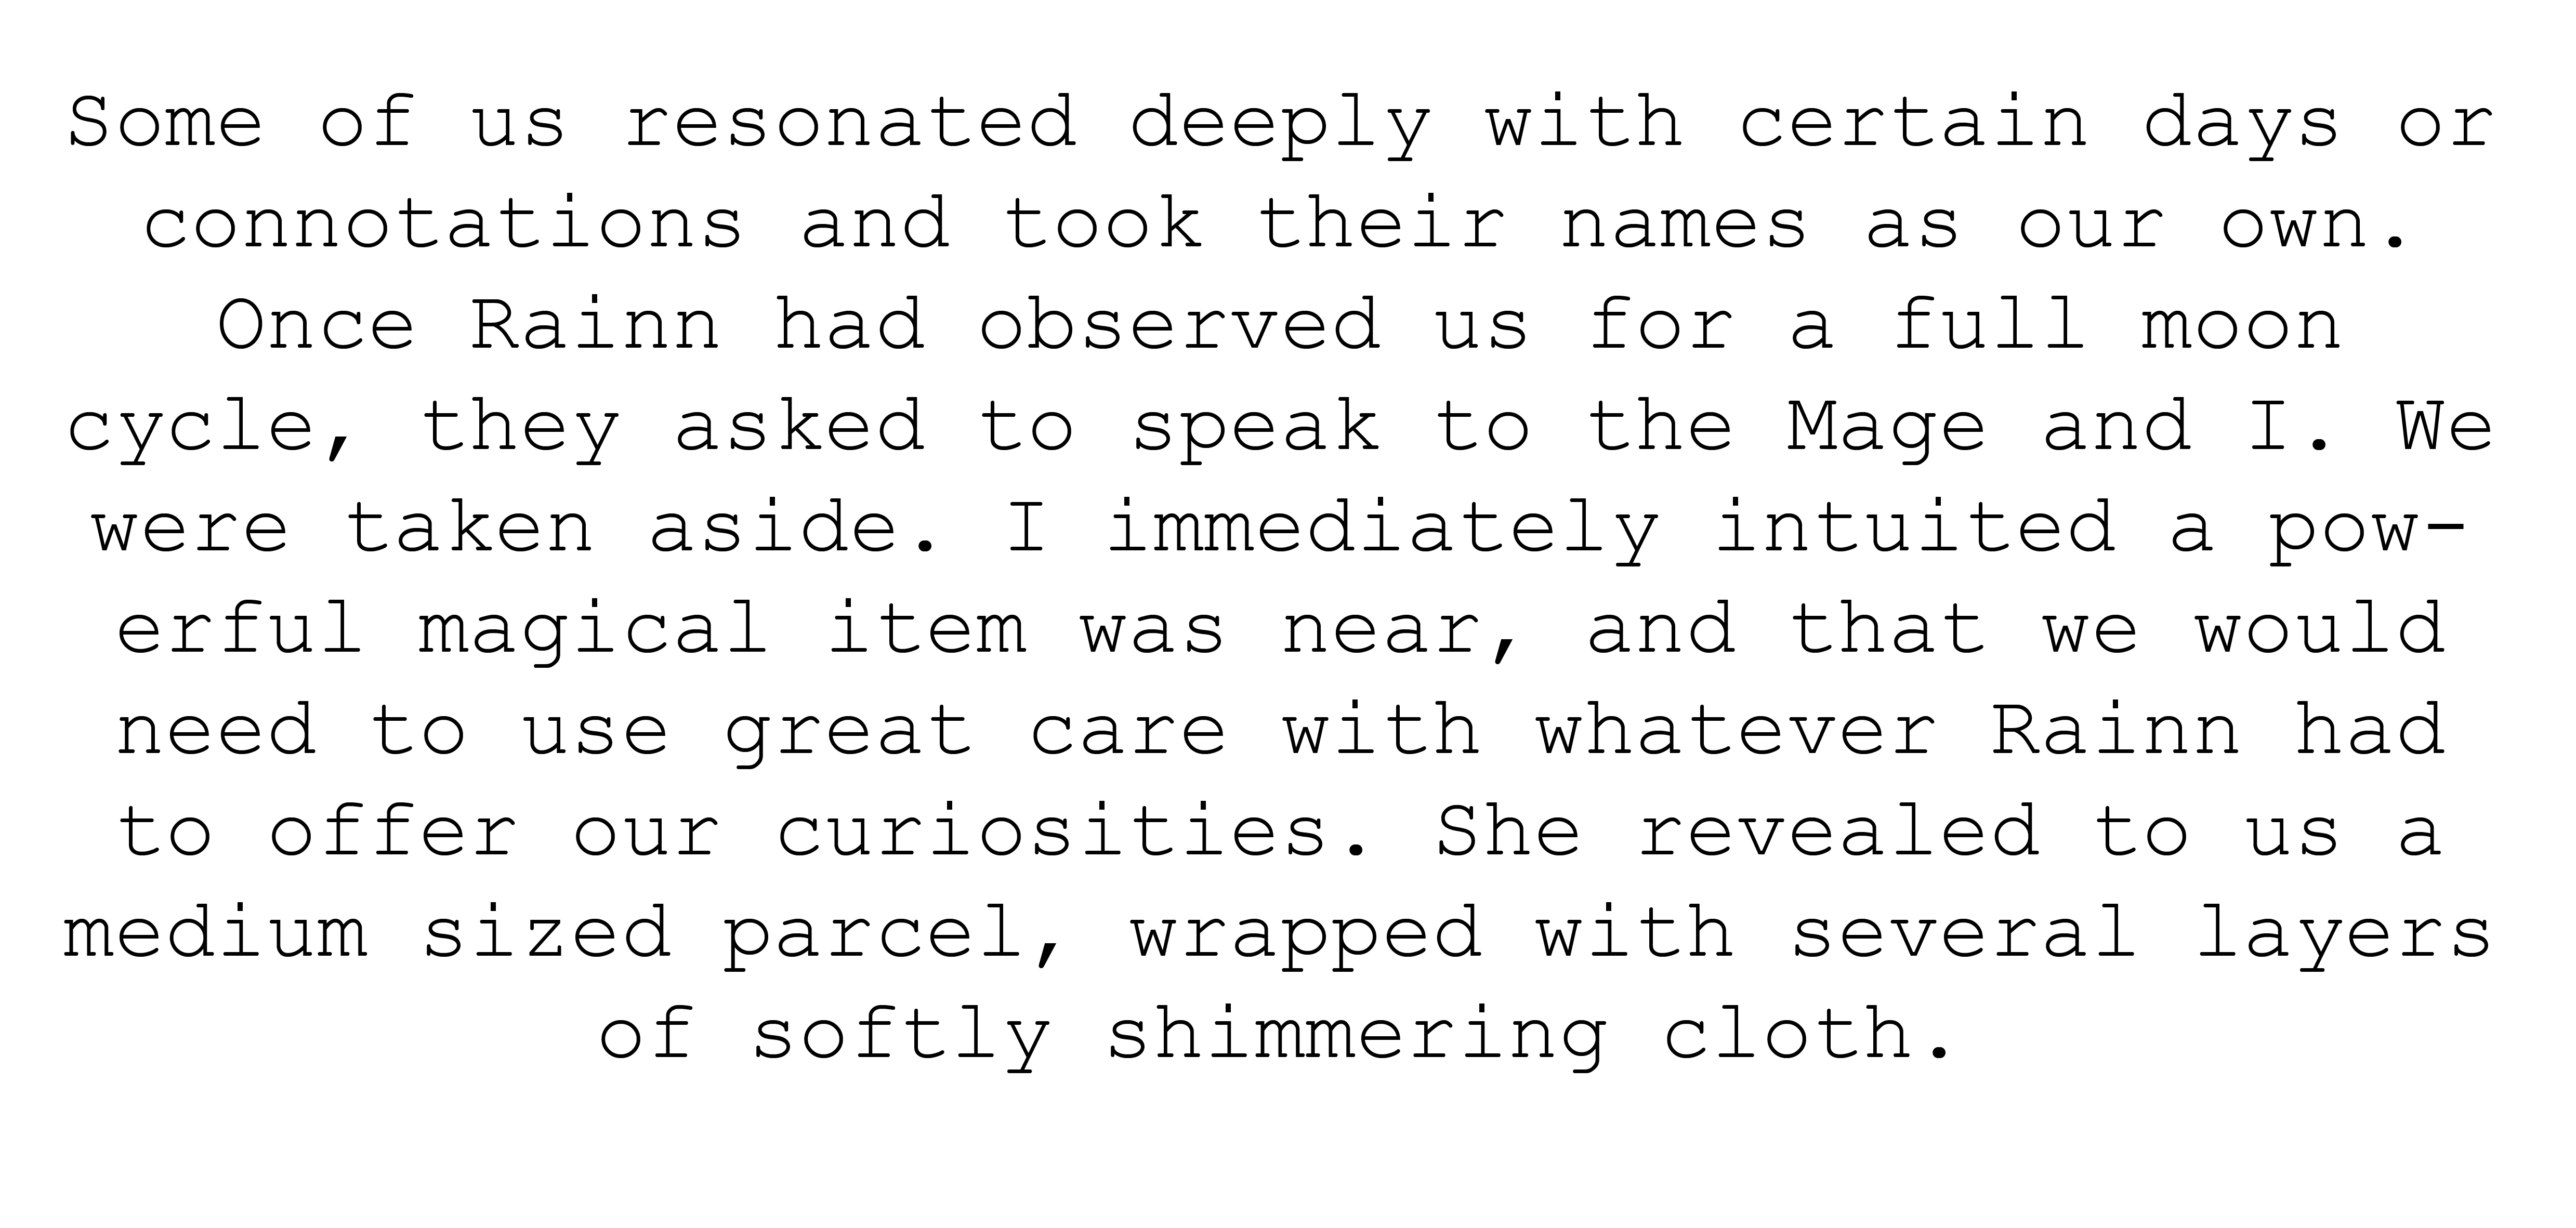 Some of us resonated deeply with certain days or
connotations and took their names as our own.
Once Rainn had observed us for a full moon
cycle, they asked to speak to the Mage and I. We
were taken aside. I immediately intuited a pow-
erful magical item was near, and that we would
need to use great care with whatever Rainn had
to offer our curiosities. She revealed to us a
medium sized parcel, wrapped with several layers
of softly shimmering cloth.